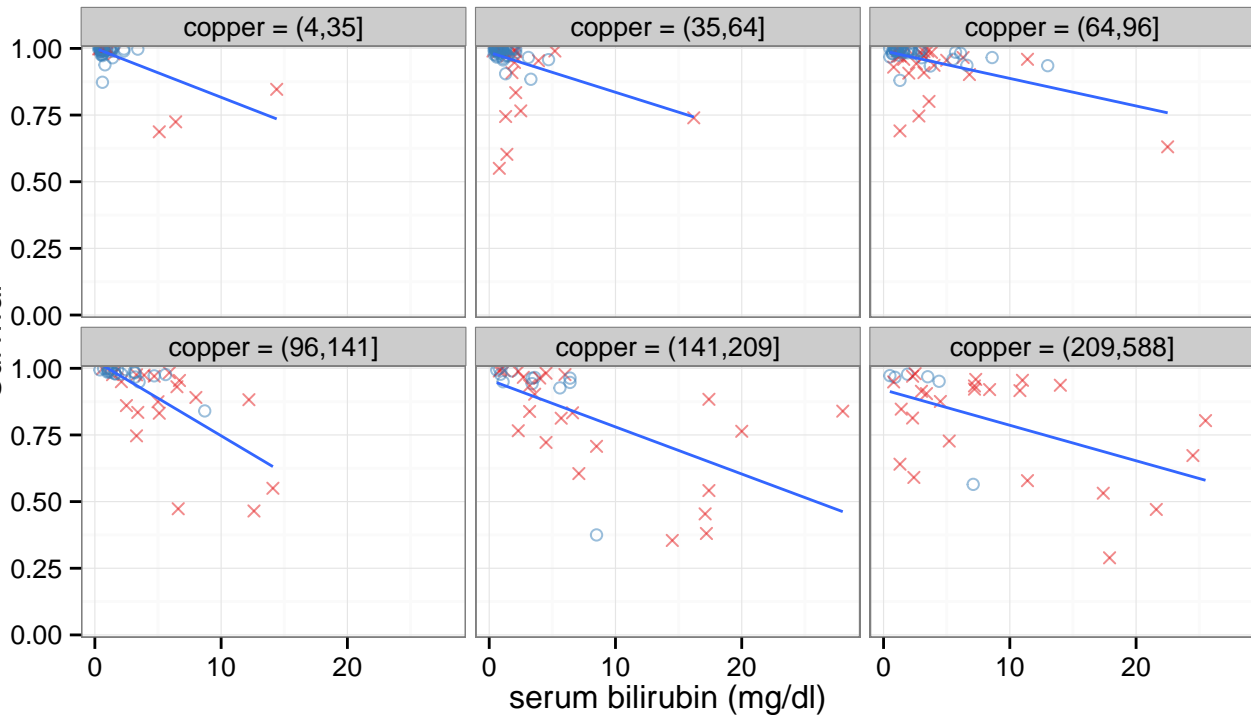 copper = (4,35] copper = (35,64] copper = (64,96]
1.00
0.75
0.50
0.25
0.00
copper = (96,141] copper = (141,209] copper = (209,588]
1.00
0.75
0.50
0.25
0.00
0 10 20 0 10 20 0 10 20
serum bilirubin (mg/dl)